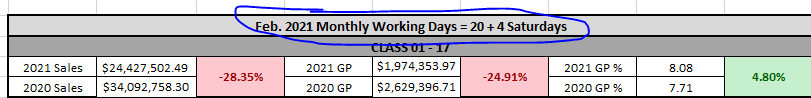 Feb. 2021 Monthly Working Days = 20 + 4 Saturdays
CLASS 01 - 17
2021 Sales $24,427,502.49 -28.35% 2021 GP $1,974,353.97 -24.91% 2021 GP % 8.08 4.80%
2020 Sales $34,092,758.30 2020 GP $2,629,396.71 2020 GP % 7.71